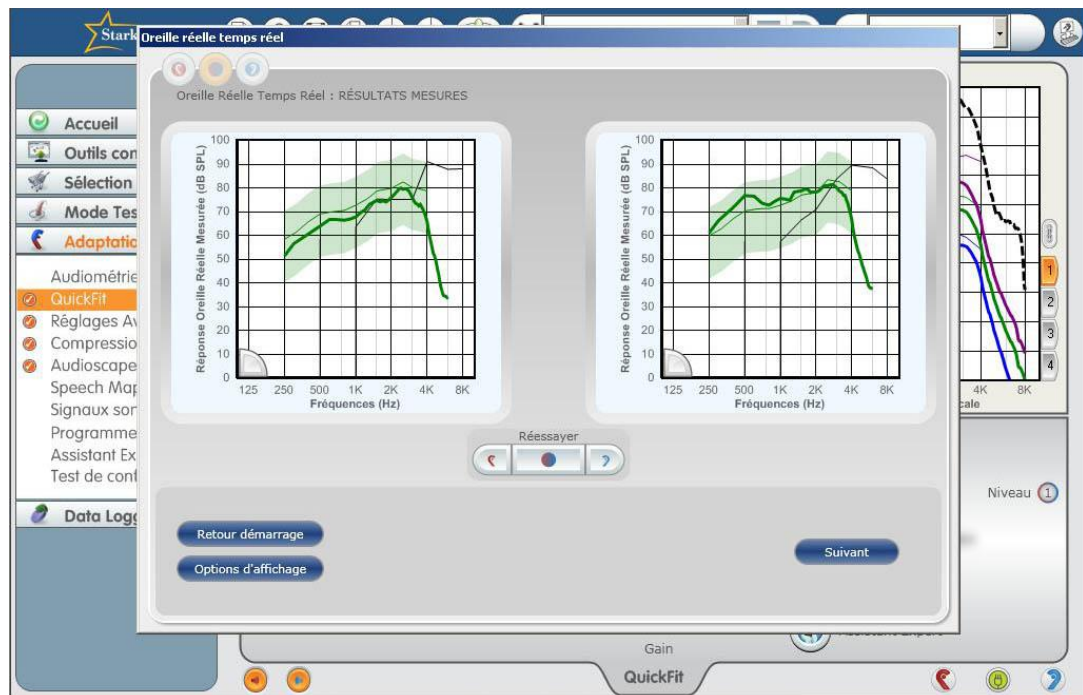 Stark
Oreille réelle temps réel
Oreille Réelle Temps Réel : RÉSULTATS MESURES
Accueil
Outils con
Sélection
Mode Tes
Adaptatio
Audiométrie
QuickFit
Réglages Av
Compressio
Audioscape
Speech Map
Signaux son
Programme
Assistant Ex
Test de cont
Data Logg
Réponse Oreille Réelle Mesurée (dB SPL)
100
90
80
70
60
50
40
30
20
10
0
125 250 500 1K 2K 4K 8K
Fréquences (Hz)
Réponse Oreille Réelle Mesurée (dB SPL)
100
90
80
70
60
50
40
30
20
10
0
125 250 500 1K 2K 4K 8K
Fréquences (Hz)
1
2
3
4
4K 8K
cale
Réessayer
Niveau 1
Retour démarrage
Options d'affichage
Suivant
Assistant Expert
Gain
QuickFit